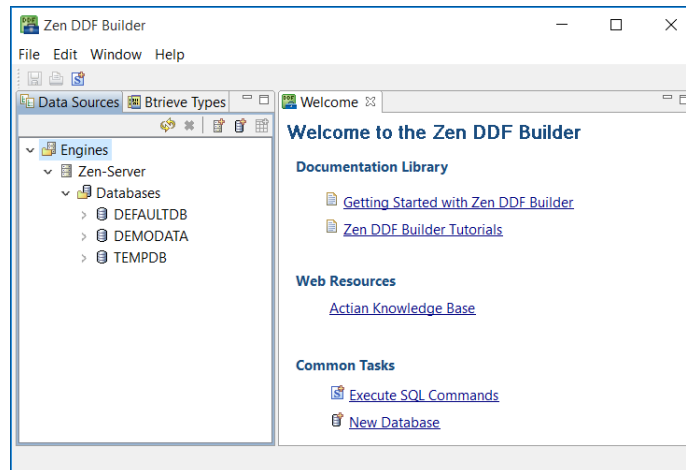 Zen DDF Builder
File Edit Window Help
Data Sources Btrieve Types
Engines
Zen-Server
Databases
DEFAULTDB
DEMODATA
TEMPDB
Welcome
Welcome to the Zen DDF Builder
Documentation Library
Getting Started with Zen DDF Builder
Zen DDF Builder Tutorials
Web Resources
Actian Knowledge Base
Common Tasks
Execute SQL Commands
New Database